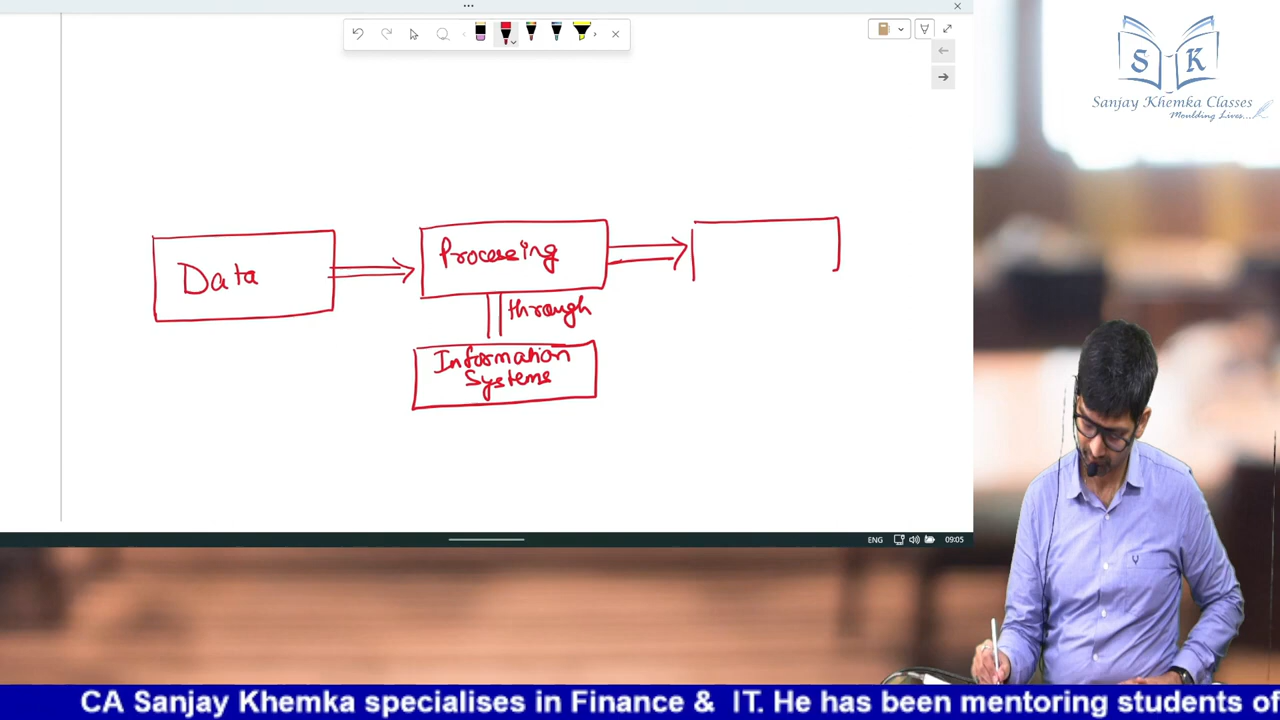 S K
Sanjay Khemka Classes
Moulding Lives...
Data
Processing
through
Information
Systems
ENG
09:05
CA Sanjay Khemka specialises in Finance & IT. He has been mentoring students of